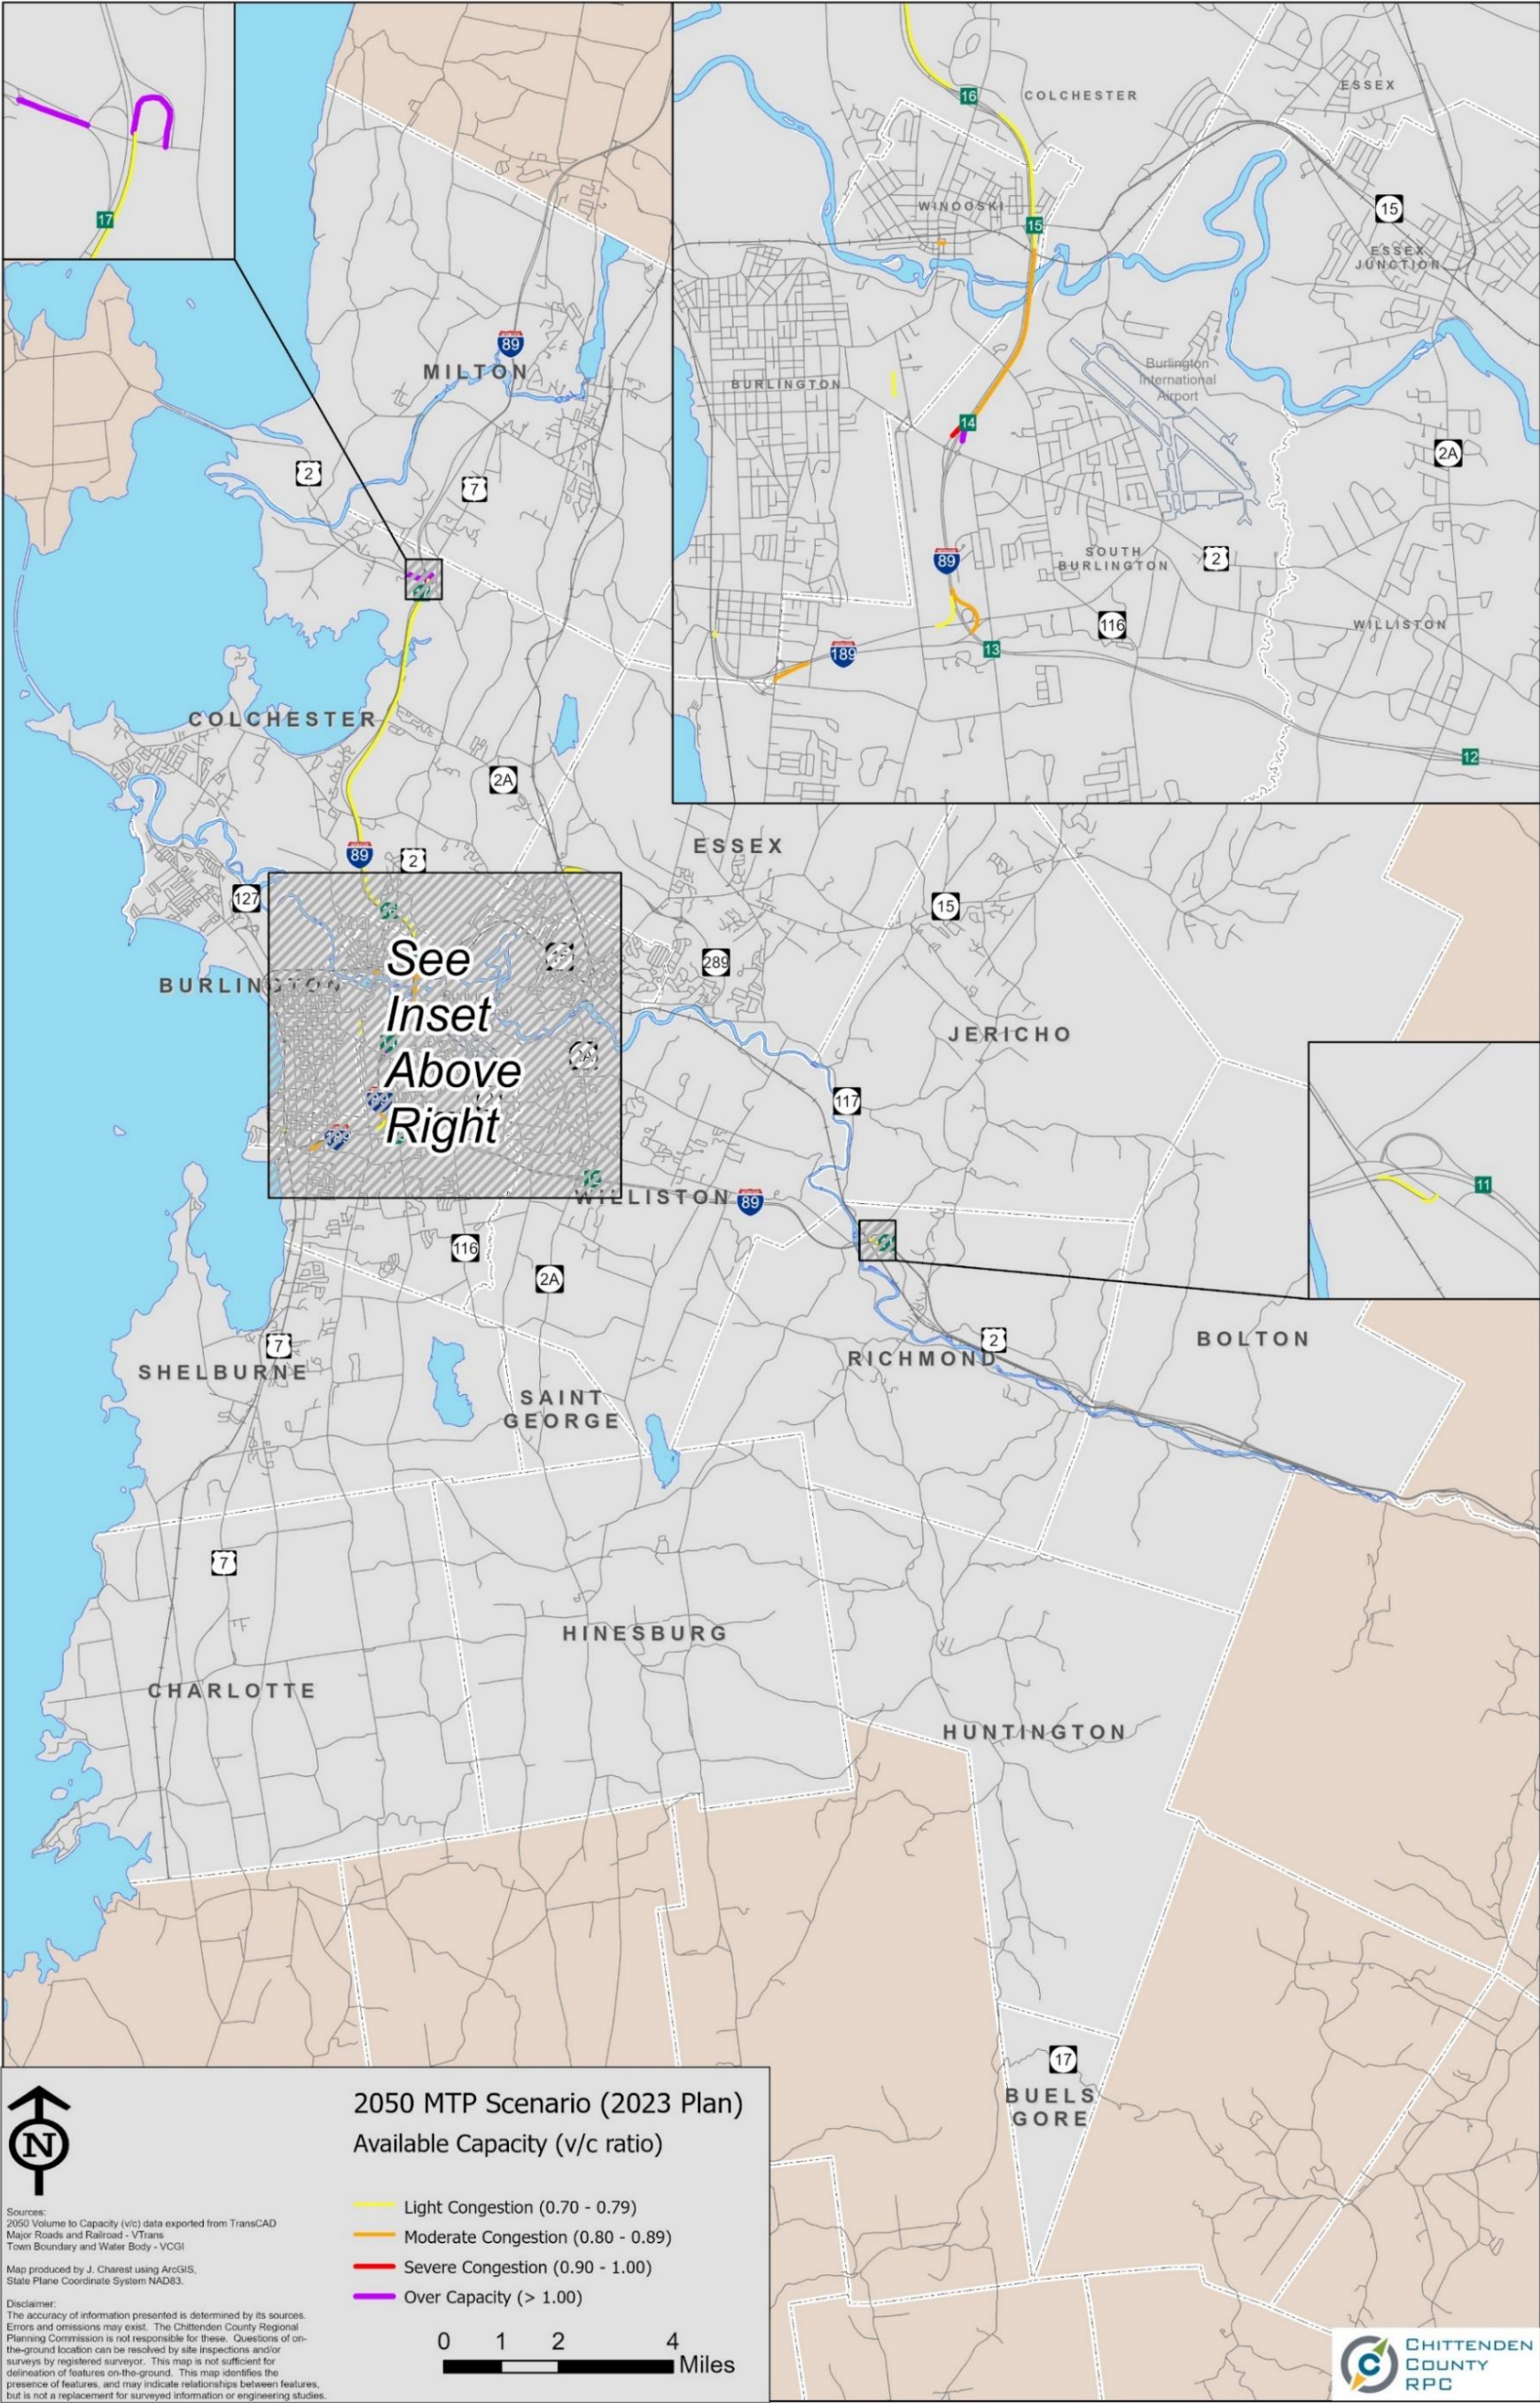 17
16
COLCHESTER
ESSEX
WINOOSKI
15
15
ESSEX
JUNCTION
BURLINGTON
Burlington
International
Airport
14
2A
89
SOUTH
BURLINGTON
2
116
WILLISTON
189
13
12
89
MILTON
2
7
COLCHESTER
2A
89
2
ESSEX
127
15
289
BURLINGTON
See
Inset
Above
Right
JERICHO
117
11
WILLISTON
89
116
2A
7
SHELBURNE
2
RICHMOND
BOLTON
SAINT
GEORGE
7
HINESBURG
CHARLOTTE
HUNTINGTON
17
BUELS
GORE
N
2050 MTP Scenario (2023 Plan)
Available Capacity (v/c ratio)
Light Congestion (0.70 - 0.79)
Moderate Congestion (0.80 - 0.89)
Severe Congestion (0.90 - 1.00)
Over Capacity (> 1.00)
0 1 2 4
Miles
Sources:
2050 Volume to Capacity (v/c) data exported from TransCAD
Major Roads and Railroad - VTrans
Town Boundary and Water Body - VCGI
Map produced by J. Charest using ArcGIS,
State Plane Coordinate System NAD83.
Disclaimer:
The accuracy of information presented is determined by its sources.
Errors and omissions may exist. The Chittenden County Regional
Planning Commission is not responsible for these. Questions of on-
the-ground location can be resolved by site inspections and/or
surveys by registered surveyor. This map is not sufficient for
delineation of features on-the-ground. This map identifies the
presence of features, and may indicate relationships between features,
but is not a replacement for surveyed information or engineering studies.
C
CHITTENDEN
COUNTY
RPC